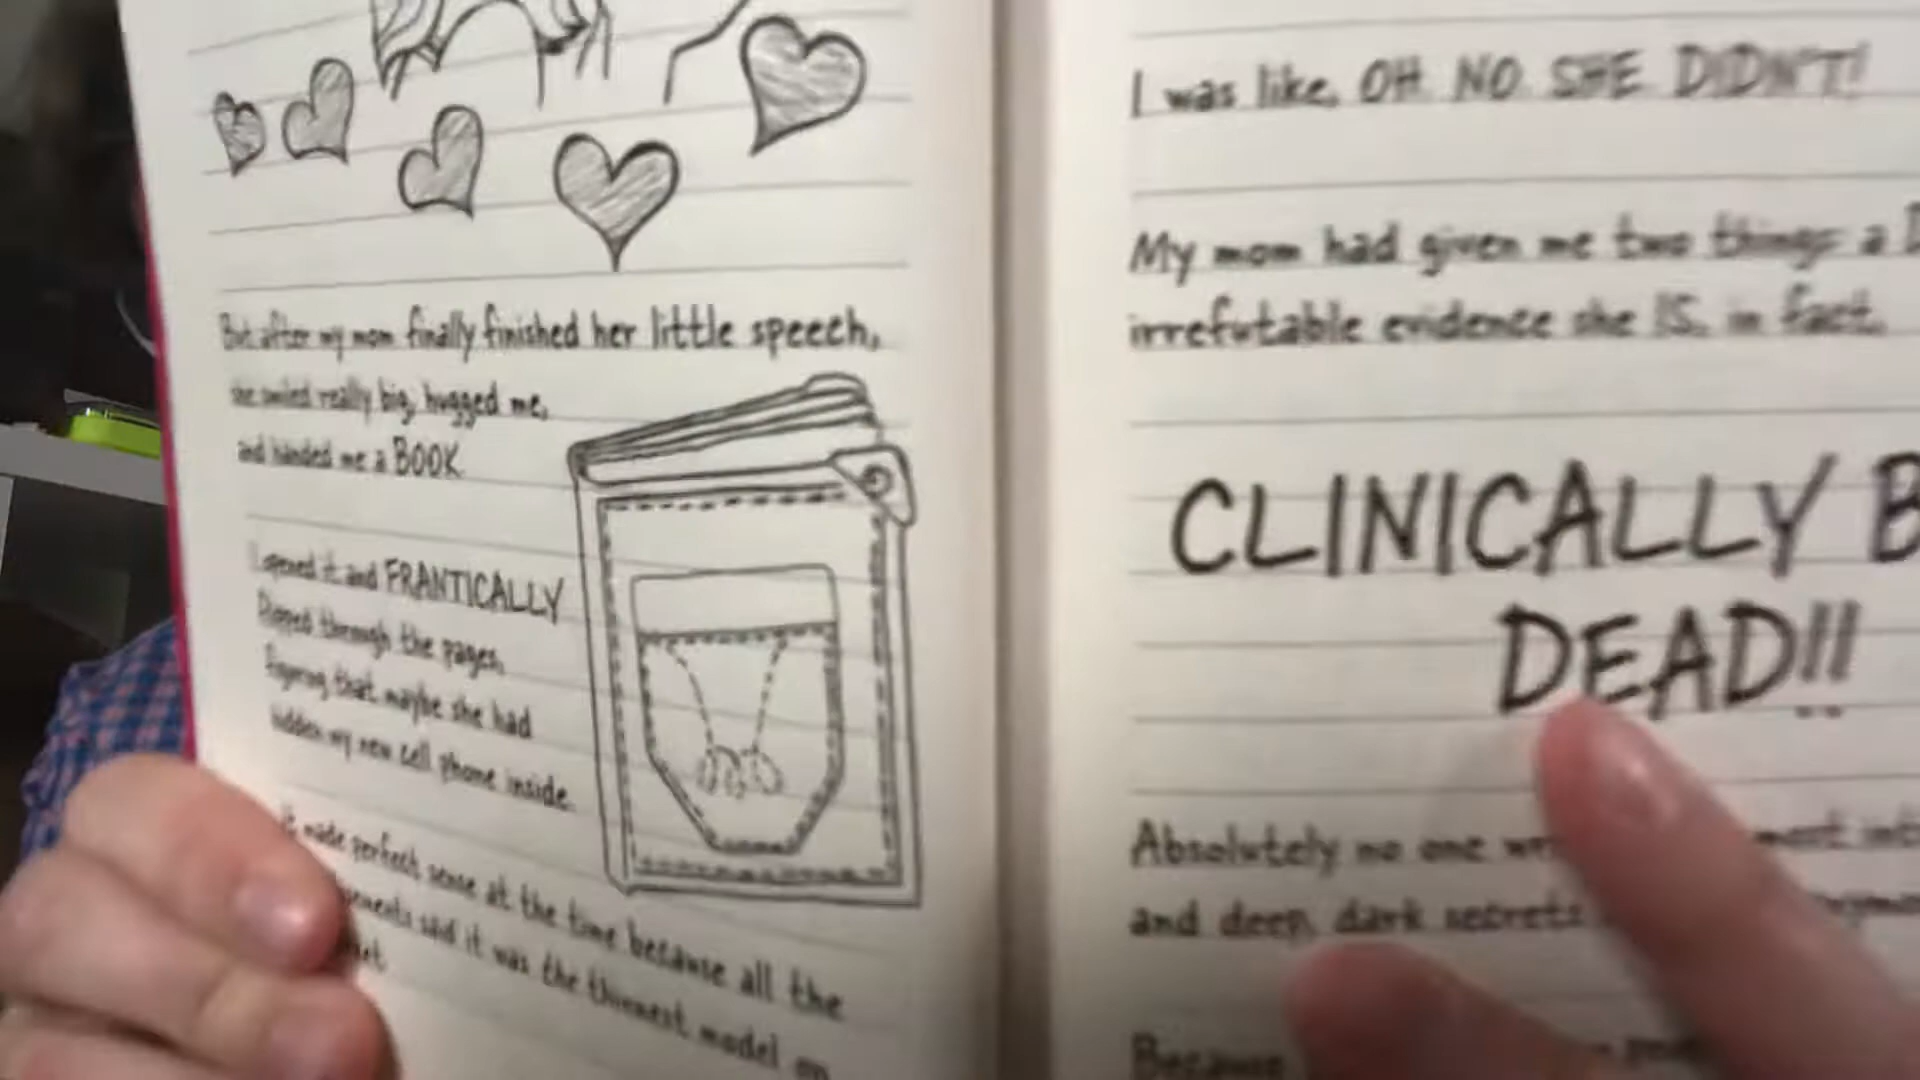 But after my mom finally finished her little speech,
she smiled really big, hugged me,
and handed me a BOOK.
I opened it and FRANTICALLY
flipped through the pages,
figuring that maybe she had
hidden my new cell phone inside.
it made perfect sense at the time because all the
said it was the thinnest model on
I was like, OH NO SHE DIDN'T!
My mom had given me two things: a
irrefutable evidence she IS, in fact,
CLINICALLY B
DEAD!!
Absolutely no one
and deep, dark secrets
Because